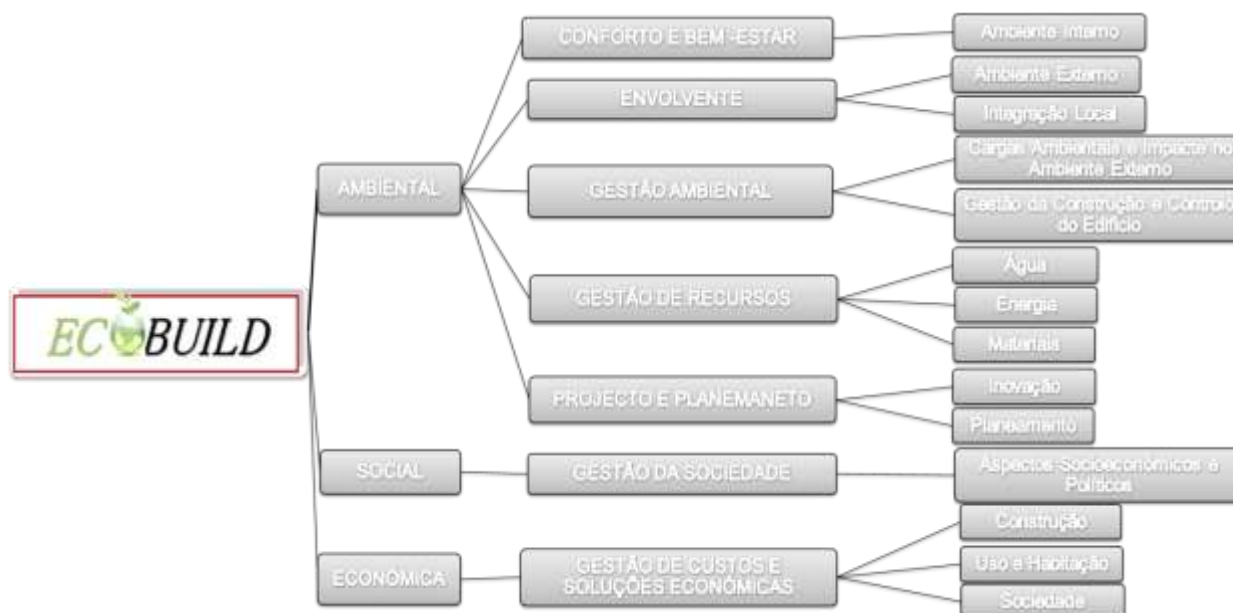 CONFORTO E BEM -ESTAR
Ambiente Interno
Ambiente Externo
ENVOLVENTE
Integração Local
Cargas Ambientais e Impacte no
Ambiente Externo
AMBIENTAL
GESTÃO AMBIENTAL
Gestão da Construção e Controlo
do Edifício
Água
GESTÃO DE RECURSOS
Energia
ECOBUILD
Materiais
Inovação
PROJECTO E PLANEMANETO
Planeamento
SOCIAL
GESTÃO DA SOCIEDADE
Aspectos Socioeconómicos e
Políticos
Construção
ECONÓMICA
GESTÃO DE CUSTOS E
SOLUÇÕES ECONÓMICAS
Uso e Habitação
Sociedade